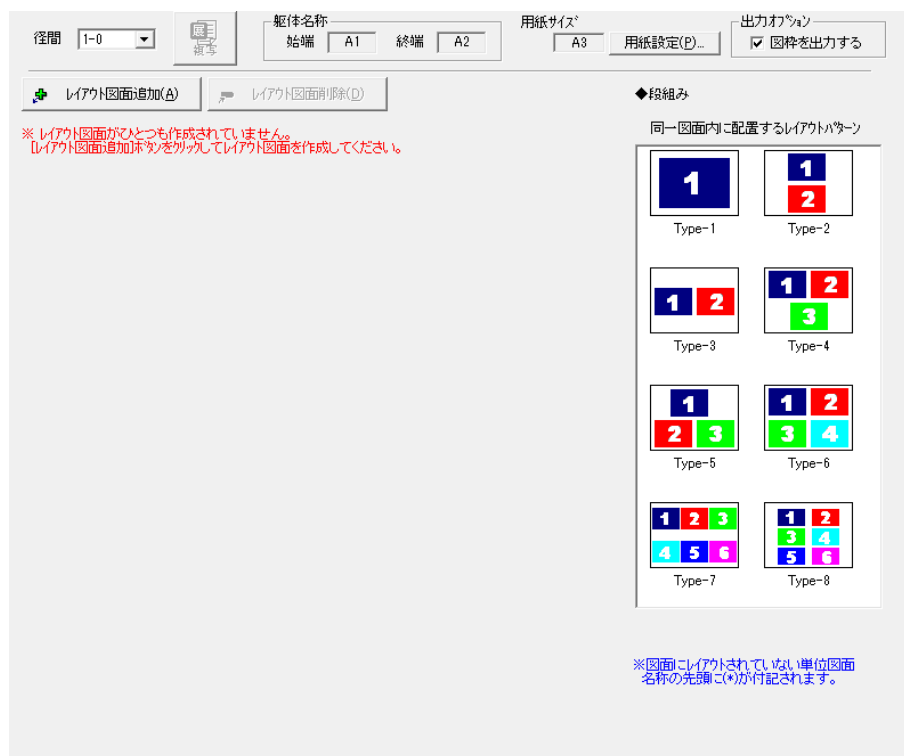 径間
1-0
複写
躯体名称
始端 A1 終端 A2
用紙サイズ
A3 用紙設定(P)...
出力オプション
図枠を出力する
レイアウト図面追加(A)
レイアウト図面削除(D)
※ レイアウト図面がひとつも作成されていません。
[レイアウト図面追加]ボタンをクリックしてレイアウト図面を作成してください。
◆段組み
同一図面内に配置するレイアウトパターン
1
Type-1
1
2
Type-2
1 2
Type-3
1 2
3
Type-4
1
2 3
Type-5
1 2
3 4
Type-6
1 2 3
4 5 6
Type-7
1 2
3 4
5 6
Type-8
※図面にレイアウトされていない単位図面
名称の先頭に(*)が付記されます。